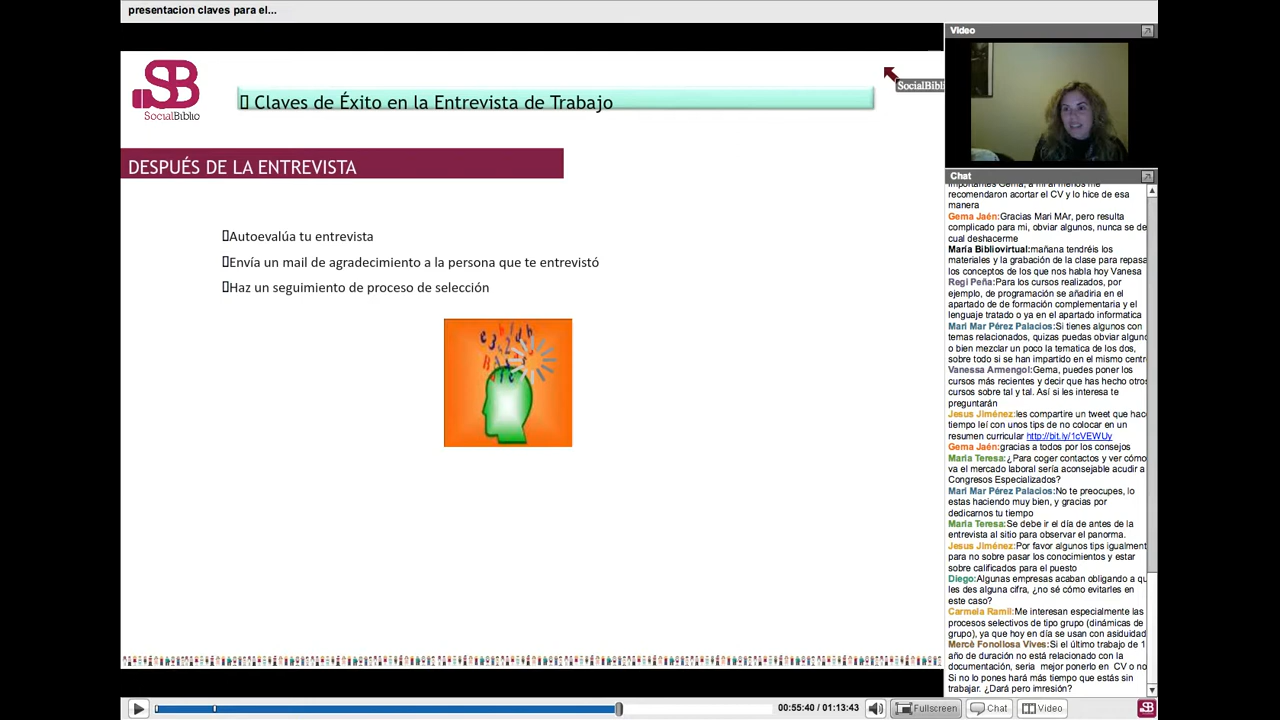 presentacion claves para el...
SB
SocialBiblio
Claves de Éxito en la Entrevista de Trabajo
SocialBibli
DESPUÉS DE LA ENTREVISTA
Autoevalúa tu entrevista
Envía un mail de agradecimiento a la persona que te entrevistó
Haz un seguimiento de proceso de selección
Video
Chat
importantes Gema, a mi al menos me
recomendaron acortar el CV y lo hice de esa
manera
Gema Jaén:Gracias Mari MAr, pero resulta
complicado para mi, obviar algunos, nunca se de
cual deshacerme
María Bibliovirtual:mañana tendréis los
materiales y la grabación de la clase para repasa
los conceptos de los que nos habla hoy Vanesa
Regi Peña:Para los cursos realizados, por
ejemplo, de programación se añadiria en el
apartado de de formación complementaria y el
lenguaje tratado o ya en el apartado informatica
Mari Mar Pérez Palacios:Si tienes algunos con
temas relacionados, quizas puedas obviar alguno
o bien mezclar un poco la tematica de los dos,
sobre todo si se han impartido en el mismo centr
Vanessa Armengol:Gema, puedes poner los
cursos más recientes y decir que has hecho otros
cursos sobre tal y tal. Así si les interesa te
preguntarán
Jesus Jiménez:les compartire un tweet que hac
tiempo leí con unos tips de no colocar en un
resumen curricular http://bit.ly/1cVEWUy
Gema Jaén:gracias a todos por los consejos
María Teresa:¿Para coger contactos y ver cómo
va el mercado laboral sería aconsejable acudir a
Congresos Especializados?
Mari Mar Pérez Palacios:No te preocupes, lo
estas haciendo muy bien, y gracias por
dedicarnos tu tiempo
María Teresa:Se debe ir el día de antes de la
entrevista al sitio para observar el panorma.
Jesus Jiménez:Por favor algunos tips igualment
para no sobre pasar los conocimientos y estar
sobre calificados para el puesto
Diego:Algunas empresas acaban obligando a qu
les des alguna cifra, ¿no sé cómo evitarles en
este caso?
Carmela Ramil:Me interesan especialmente las
procesos selectivos de tipo grupo (dinámicas de
grupo), ya que hoy en día se usan con asiduidad
Mercè Fonollosa Vives:Si el último trabajo de 1
año de duración no está relacionado con la
documentación, seria mejor ponerlo en CV o no
Si no lo pones hará más tiempo que estás sin
trabajar. ¿Dará pero imresión?
00:55:40 / 01:13:43
Fullscreen
Chat
Video
SB